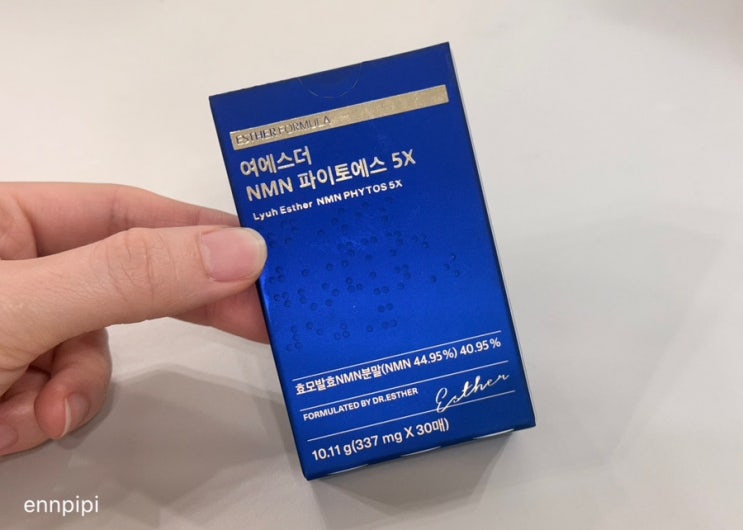 ESTHER FORMULA
여에스더
NMN 파이토에스 5X
Lyuh Esther NMN PHYTOS 5X
효모발효NMN분말(NMN 44.95%) 40.95%
FORMULATED BY DR.ESTHER
Esther
10.11 g(337 mg X 30매)
ennpipi